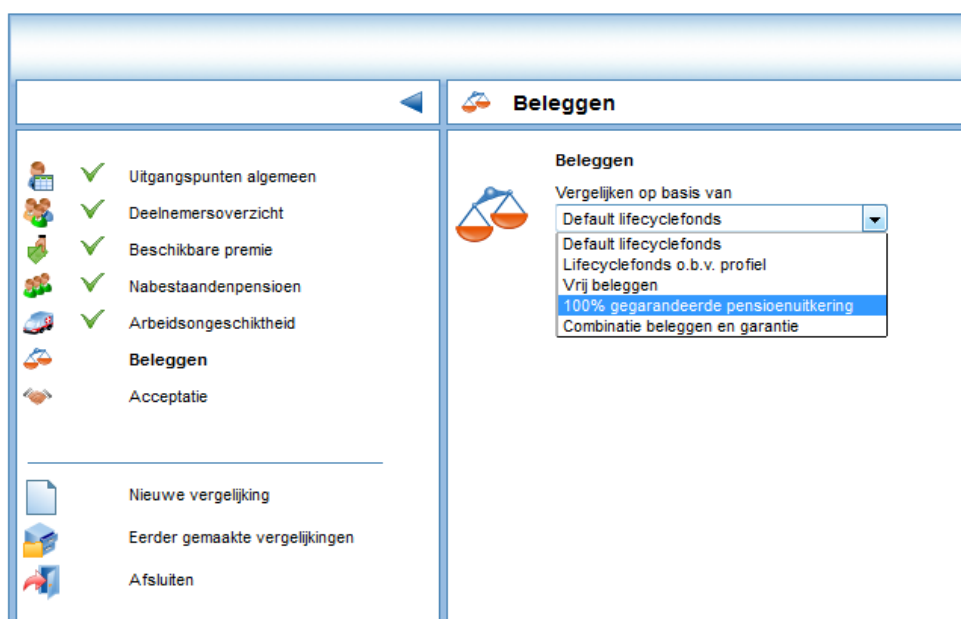 Beleggen
Uitgangspunten algemeen
Deelnemersoverzicht
Beschikbare premie
Nabestaandenpensioen
Arbeidsongeschiktheid
Beleggen
Acceptatie
Nieuwe vergelijking
Eerder gemaakte vergelijkingen
Afsluiten
Beleggen
Vergelijken op basis van
Default lifecyclefonds
Default lifecyclefonds
Lifecyclefonds o.b.v. profiel
Vrij beleggen
100% gegarandeerde pensioenuitkering
Combinatie beleggen en garantie